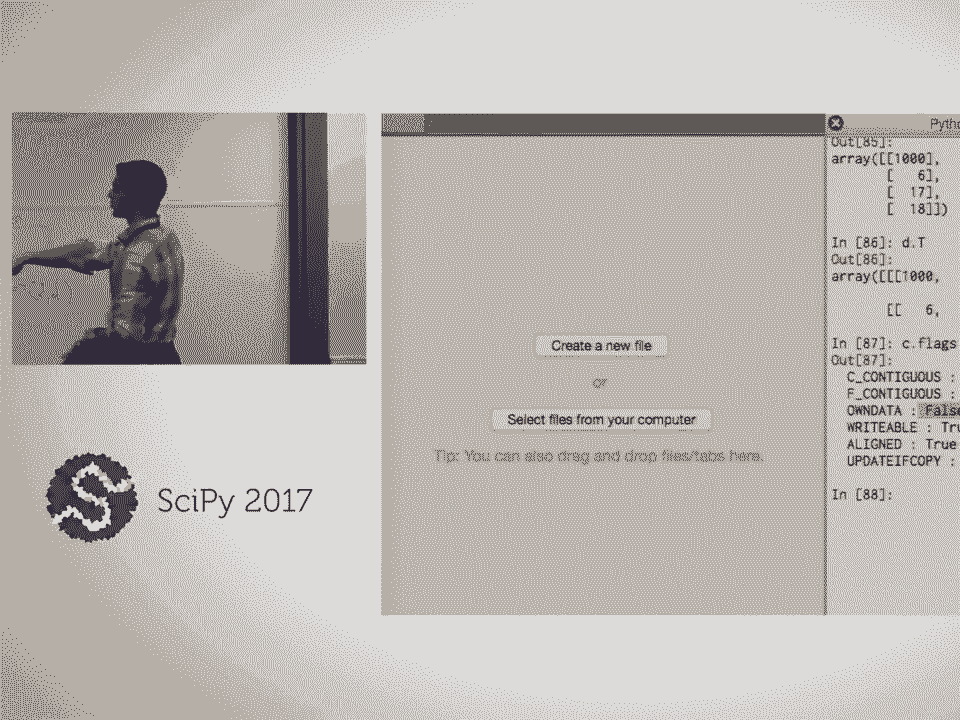 SciPy 2017
Create a new file
or
Select files from your computer
Tip: You can also drag and drop files/tabs here.
Out[85]:
array([[1000],
[ 6],
[ 17],
[ 18]])
In [86]: d.T
Out[86]:
array([[[1000,
[[ 6,
In [87]: c.flags
Out[87]:
C_CONTIGUOUS :
F_CONTIGUOUS :
OWNDATA : False
WRITEABLE : Tru
ALIGNED : True
UPDATEIFCOPY :
In [88]: